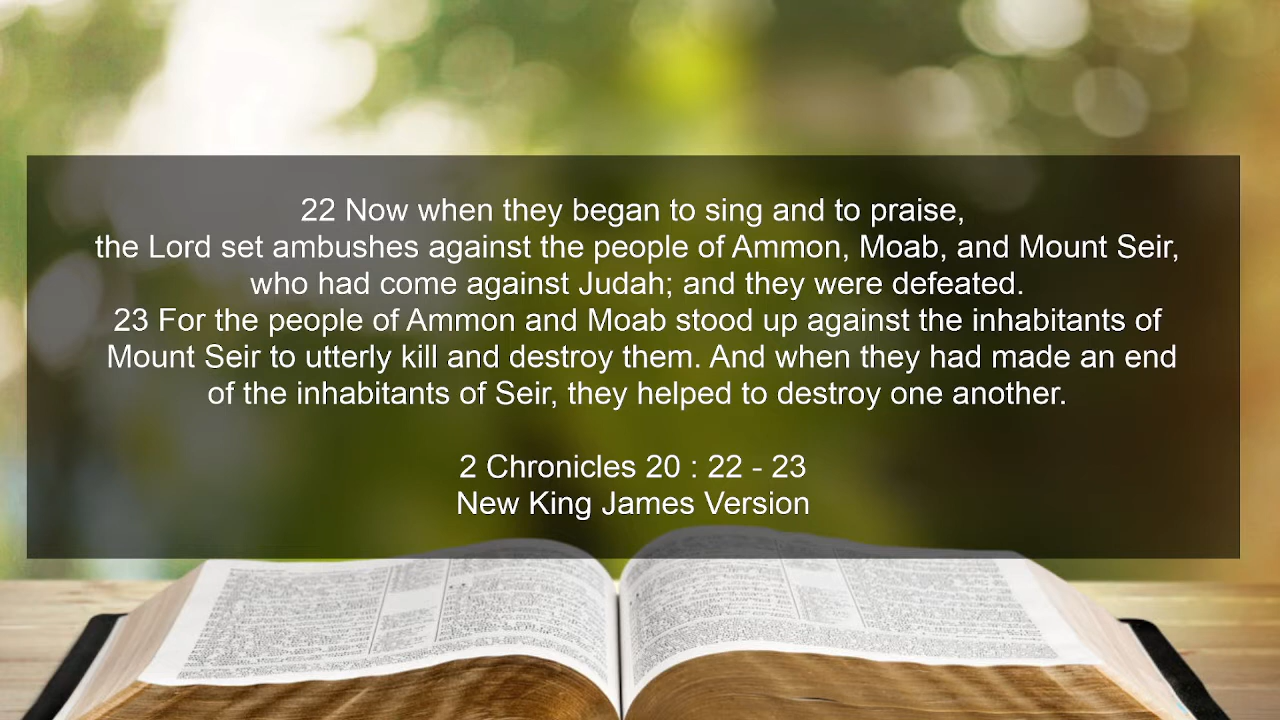 22 Now when they began to sing and to praise,
the Lord set ambushes against the people of Ammon, Moab, and Mount Seir,
who had come against Judah; and they were defeated.
23 For the people of Ammon and Moab stood up against the inhabitants of
Mount Seir to utterly kill and destroy them. And when they had made an end
of the inhabitants of Seir, they helped to destroy one another.
2 Chronicles 20 : 22 - 23
New King James Version